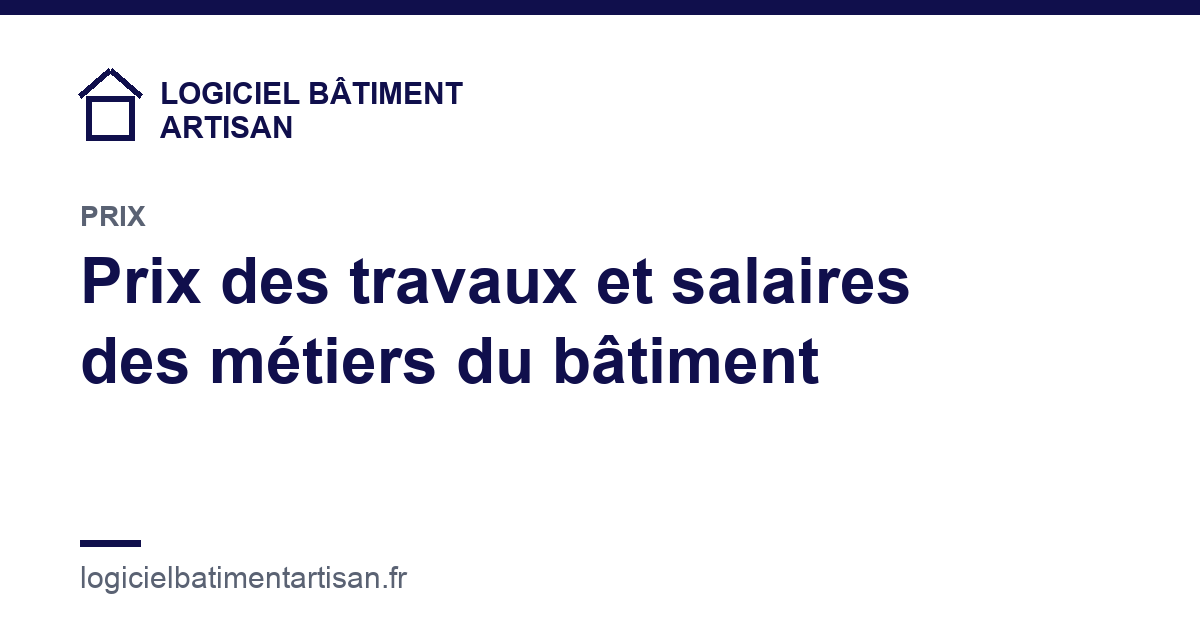 LOGICIEL BÂTIMENT
ARTISAN
PRIX
Prix des travaux et salaires
des métiers du bâtiment
logicielbatimentartisan.fr